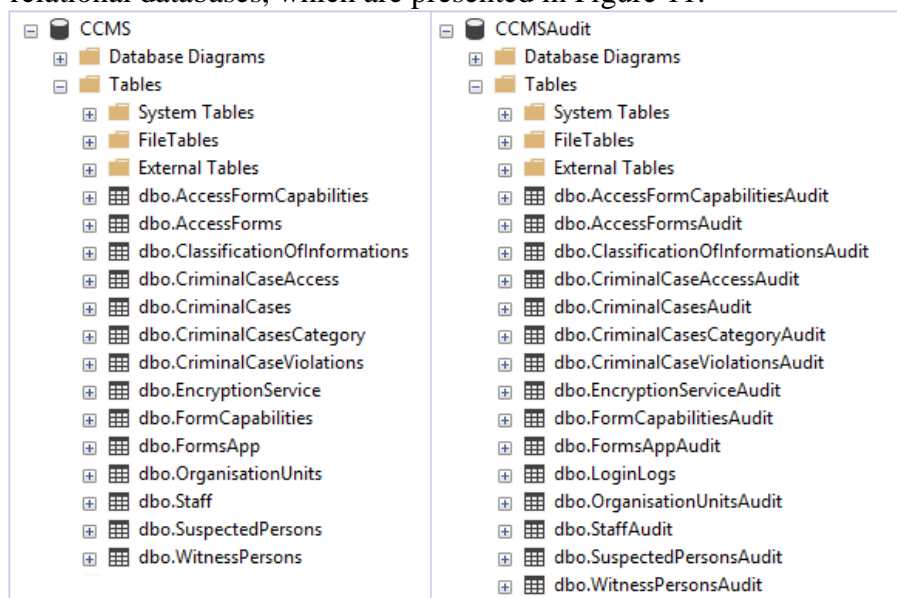 relational databases, which are presented in Figure 11.
CCMS
Database Diagrams
Tables
System Tables
FileTables
External Tables
dbo.AccessFormCapabilities
dbo.AccessForms
dbo.ClassificationOfInformations
dbo.CriminalCaseAccess
dbo.CriminalCases
dbo.CriminalCasesCategory
dbo.CriminalCaseViolations
dbo.EncryptionService
dbo.FormCapabilities
dbo.FormsApp
dbo.OrganisationUnits
dbo.Staff
dbo.SuspectedPersons
dbo.WitnessPersons
CCMSAudit
Database Diagrams
Tables
System Tables
FileTables
External Tables
dbo.AccessFormCapabilitiesAudit
dbo.AccessFormsAudit
dbo.ClassificationOfInformationsAudit
dbo.CriminalCaseAccessAudit
dbo.CriminalCasesAudit
dbo.CriminalCasesCategoryAudit
dbo.CriminalCaseViolationsAudit
dbo.EncryptionServiceAudit
dbo.FormCapabilitiesAudit
dbo.FormsAppAudit
dbo.LoginLogs
dbo.OrganisationUnitsAudit
dbo.StaffAudit
dbo.SuspectedPersonsAudit
dbo.WitnessPersonsAudit